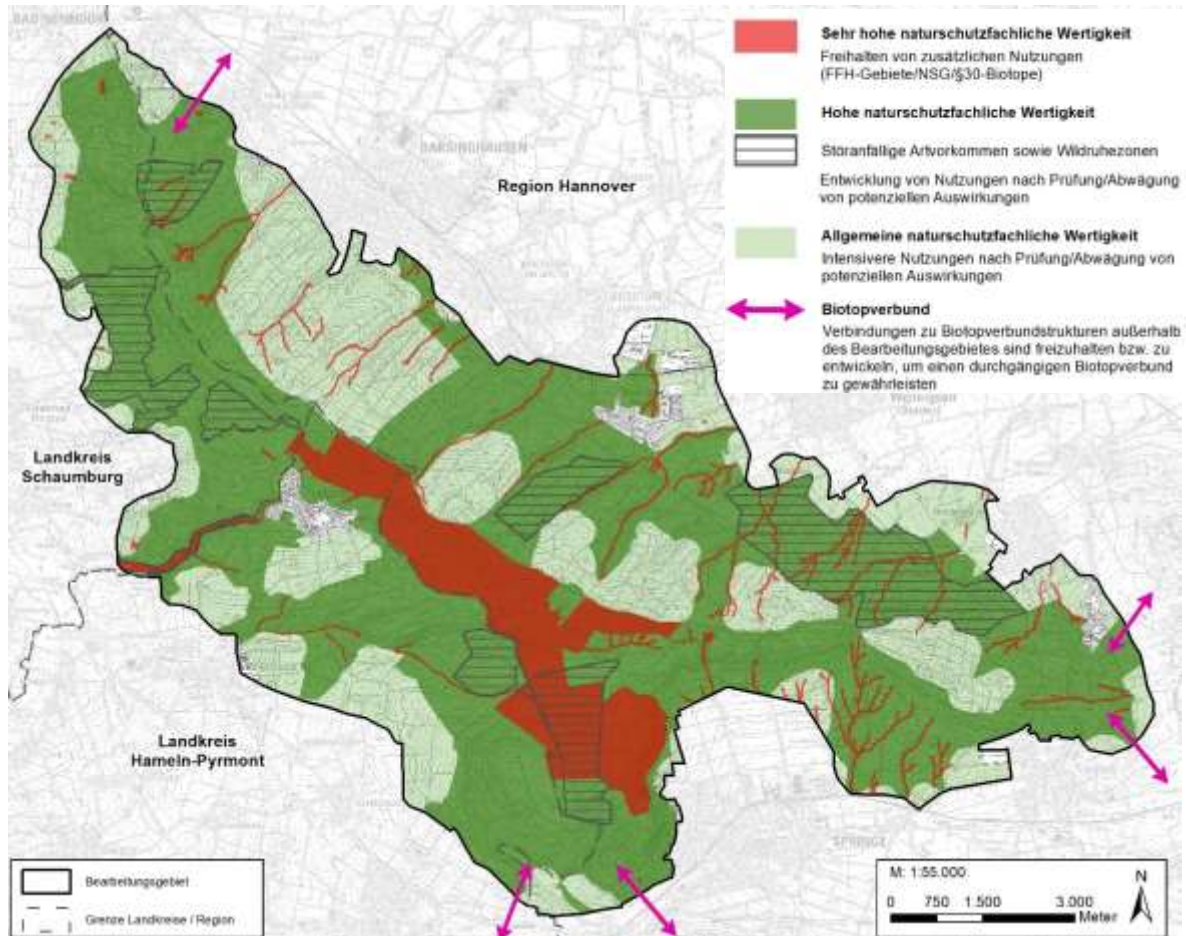 BAD NENNDORF
Sehr hohe naturschutzfachliche Wertigkeit
Freihalten von zusätzlichen Nutzungen
(FFH-Gebiete/NSG/§30-Biotope)
Hohe naturschutzfachliche Wertigkeit
Störanfällige Artvorkommen sowie Wildruhezonen
Entwicklung von Nutzungen nach Prüfung/Abwägung
von potenziellen Auswirkungen
Allgemeine naturschutzfachliche Wertigkeit
Intensivere Nutzungen nach Prüfung/Abwägung von
potenziellen Auswirkungen
Biotopverbund
Verbindungen zu Biotopverbundstrukturen außerhalb
des Bearbeitungsgebietes sind freizuhalten bzw. zu
entwickeln, um einen durchgängigen Biotopverbund
zu gewährleisten
BARSINGHAUSEN
Region Hannover
Landkreis
Schaumburg
Landkreis
Hameln-Pyrmont
SPRINGE
Bearbeitungsgebiet
Grenze Landkreise / Region
M: 1:55.000
N
0 750 1.500 3.000
Meter